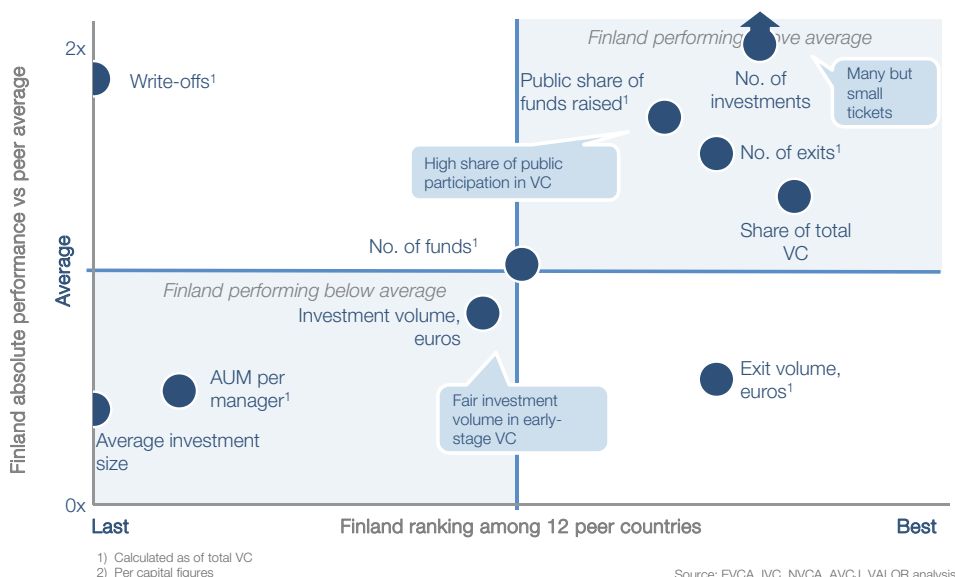 Finland absolute performance vs peer average
2x
Average
0x
Finland performing above average
Write-offs¹
Public share of
funds raised¹
No. of
investments
Many but
small
tickets
No. of exits¹
High share of public
participation in VC
Share of total
VC
No. of funds¹
Finland performing below average
Investment volume,
euros
AUM per
manager¹
Exit volume,
euros¹
Fair investment
volume in early-
stage VC
Average investment
size
Last
Finland ranking among 12 peer countries
Best
1) Calculated as of total VC
2) Per capital figures
Source: EVCA, IVC, NVCA, AVCJ, VALOR analysis